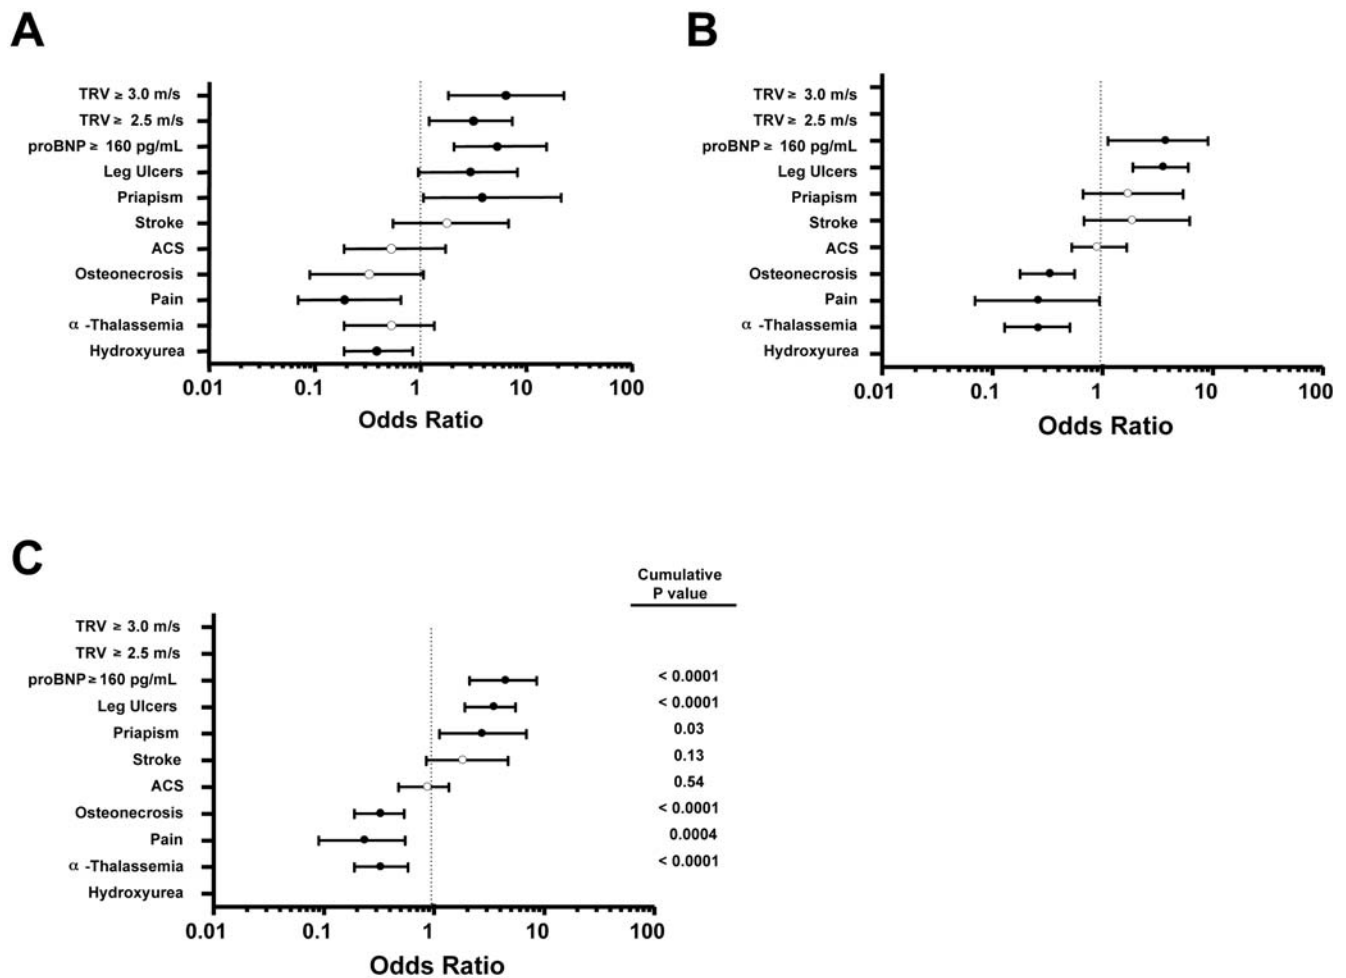 A
TRV ≥ 3.0 m/s
TRV ≥ 2.5 m/s
proBNP ≥ 160 pg/mL
Leg Ulcers
Priapism
Stroke
ACS
Osteonecrosis
Pain
α -Thalassemia
Hydroxyurea
0.01 0.1 1 10 100
Odds Ratio
B
TRV ≥ 3.0 m/s
TRV ≥ 2.5 m/s
proBNP ≥ 160 pg/mL
Leg Ulcers
Priapism
Stroke
ACS
Osteonecrosis
Pain
α -Thalassemia
Hydroxyurea
0.01 0.1 1 10 100
Odds Ratio
C
Cumulative
P value
TRV ≥ 3.0 m/s
TRV ≥ 2.5 m/s
proBNP ≥ 160 pg/mL < 0.0001
Leg Ulcers < 0.0001
Priapism 0.03
Stroke 0.13
ACS 0.54
Osteonecrosis < 0.0001
Pain 0.0004
α -Thalassemia < 0.0001
Hydroxyurea
0.01 0.1 1 10 100
Odds Ratio